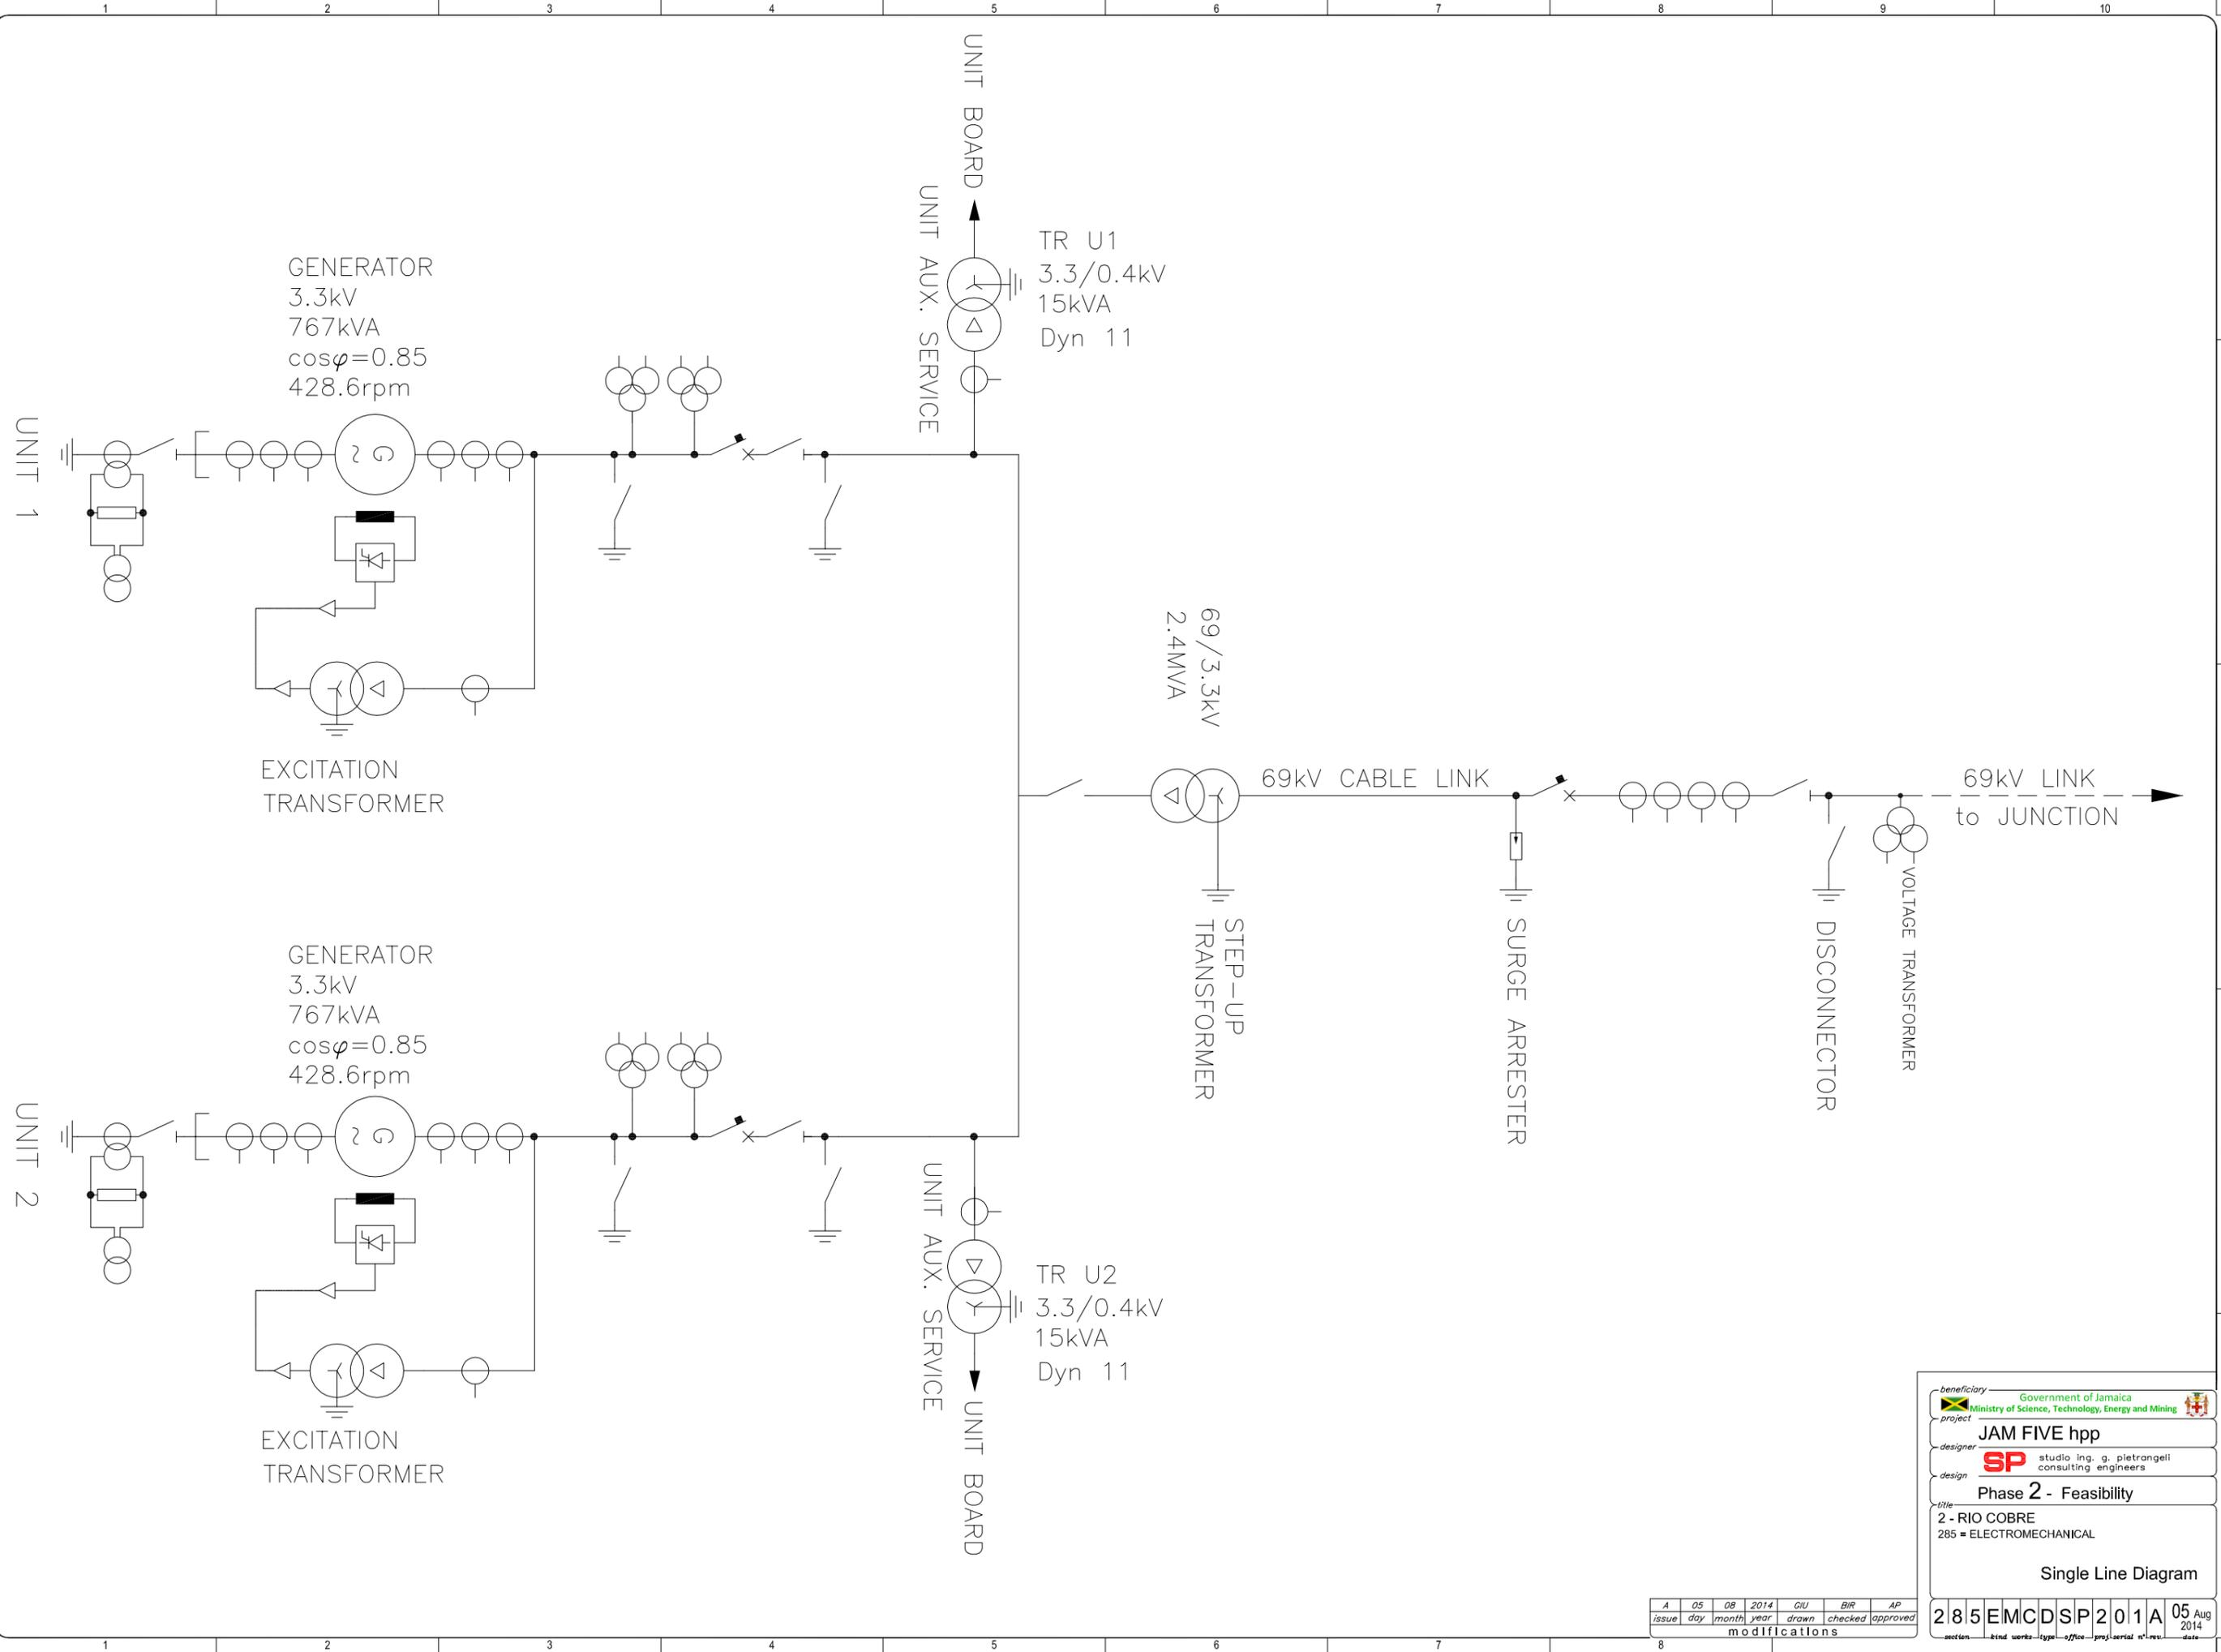 1 2 3 4 5 6 7 8 9 10
UNIT BOARD
UNIT AUX. SERVICE
TR U1
3.3/0.4kV
15kVA
Dyn 11
GENERATOR
3.3kV
767kVA
cosφ=0.85
428.6rpm
UNIT 1
G
~
EXCITATION
TRANSFORMER
69/3.3kV
2.4MVA
69kV CABLE LINK
69kV LINK
to JUNCTION
STEP-UP
TRANSFORMER
SURGE ARRESTER
DISCONNECTOR
VOLTAGE TRANSFORMER
GENERATOR
3.3kV
767kVA
cosφ=0.85
428.6rpm
UNIT 2
G
~
EXCITATION
TRANSFORMER
UNIT AUX. SERVICE
TR U2
3.3/0.4kV
15kVA
Dyn 11
UNIT BOARD
beneficiary
Government of Jamaica
Ministry of Science, Technology, Energy and Mining
project
JAM FIVE hpp
designer
SP
studio ing. g. pietrangeli
consulting engineers
design
Phase 2 - Feasibility
title
2 - RIO COBRE
285 = ELECTROMECHANICAL
Single Line Diagram
A 05 08 2014 GIU BIR AP
issue day month year drawn checked approved
modifications
2 8 5 E M C D S P 2 0 1 A 05 Aug
2014
section kind works type office proj serial n° rev. date
1 2 3 4 5 6 7 8